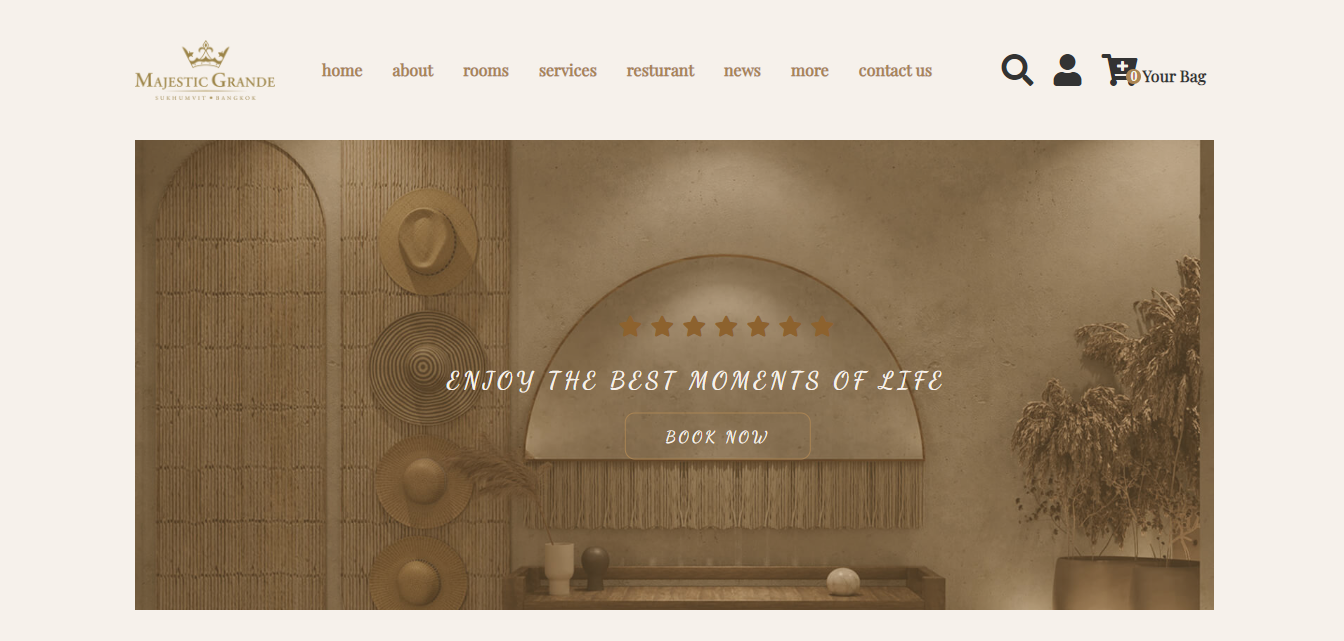 MAJESTIC GRANDE
SUKHUMVIT • BANGKOK
home about rooms services resturant news more contact us
0 Your Bag
ENJOY THE BEST MOMENTS OF LIFE
BOOK NOW